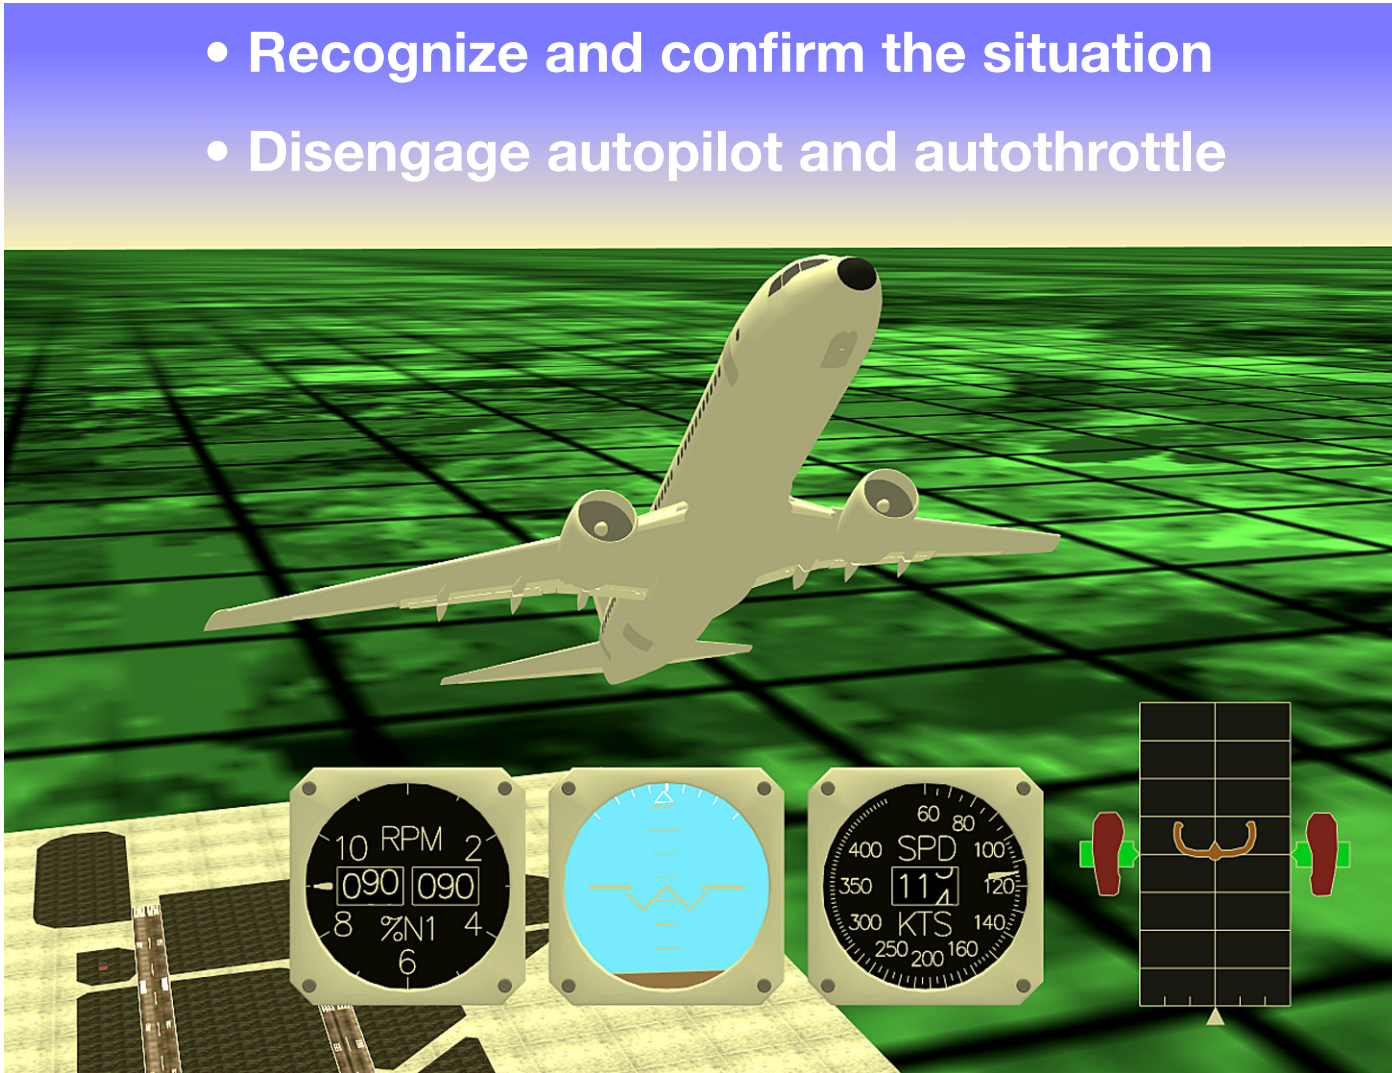 • Recognize and confirm the situation
• Disengage autopilot and autothrottle
RPM
10 2
090 090
8 %N1 4
6
60 80
400 SPD 100
350 11 120
300 KTS 140
250 200 160